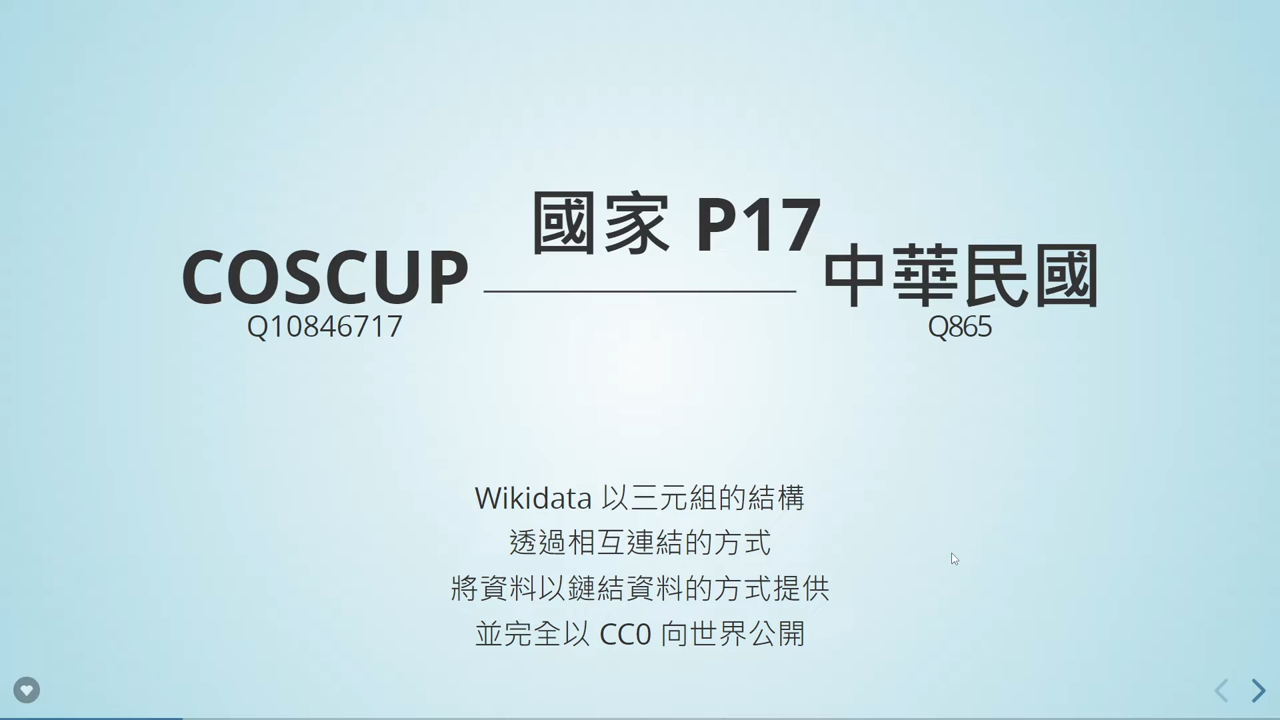 國家 P17
COSCUP
中華民國
Q10846717
Q865
Wikidata 以三元組的結構
透過相互連結的方式
將資料以鏈結資料的方式提供
並完全以 CC0 向世界公開